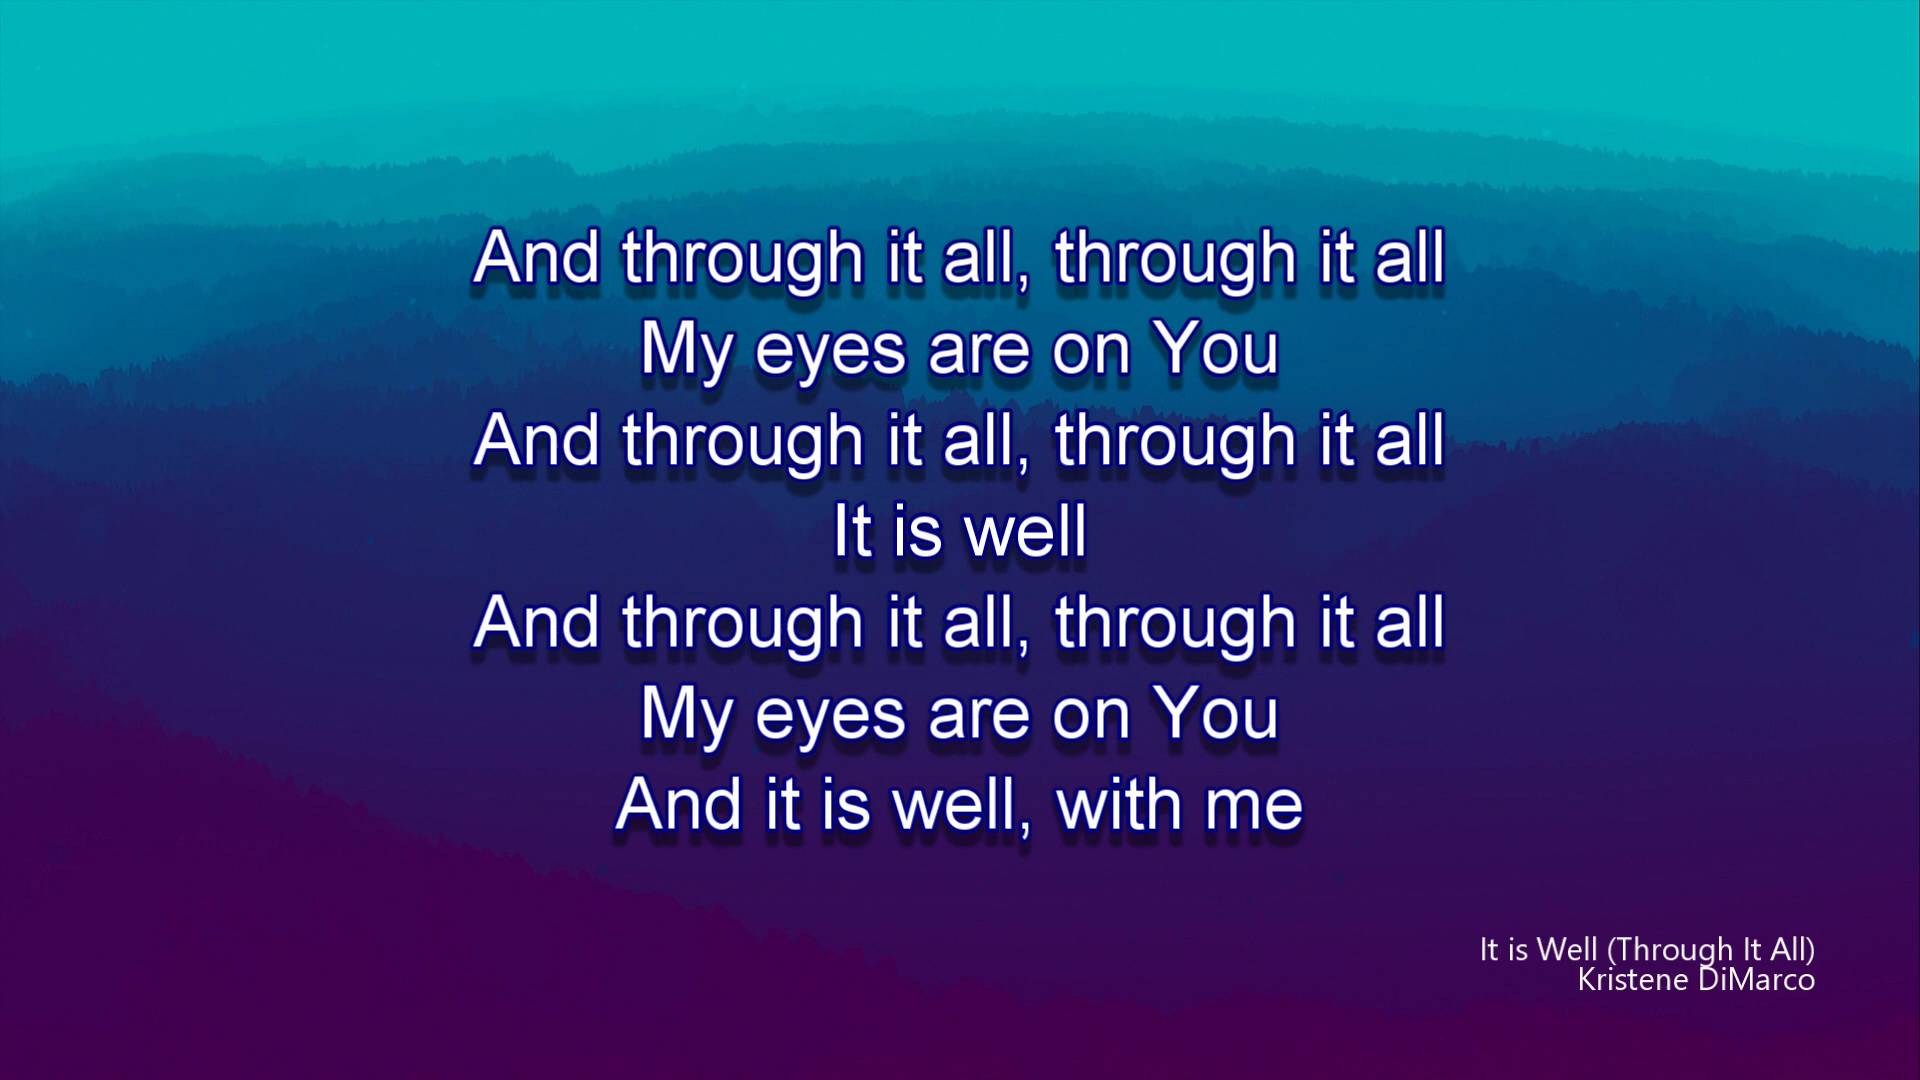 And through it all, through it all
My eyes are on You
And through it all, through it all
It is well
And through it all, through it all
My eyes are on You
And it is well, with me
It is Well (Through It All)
Kristene DiMarco